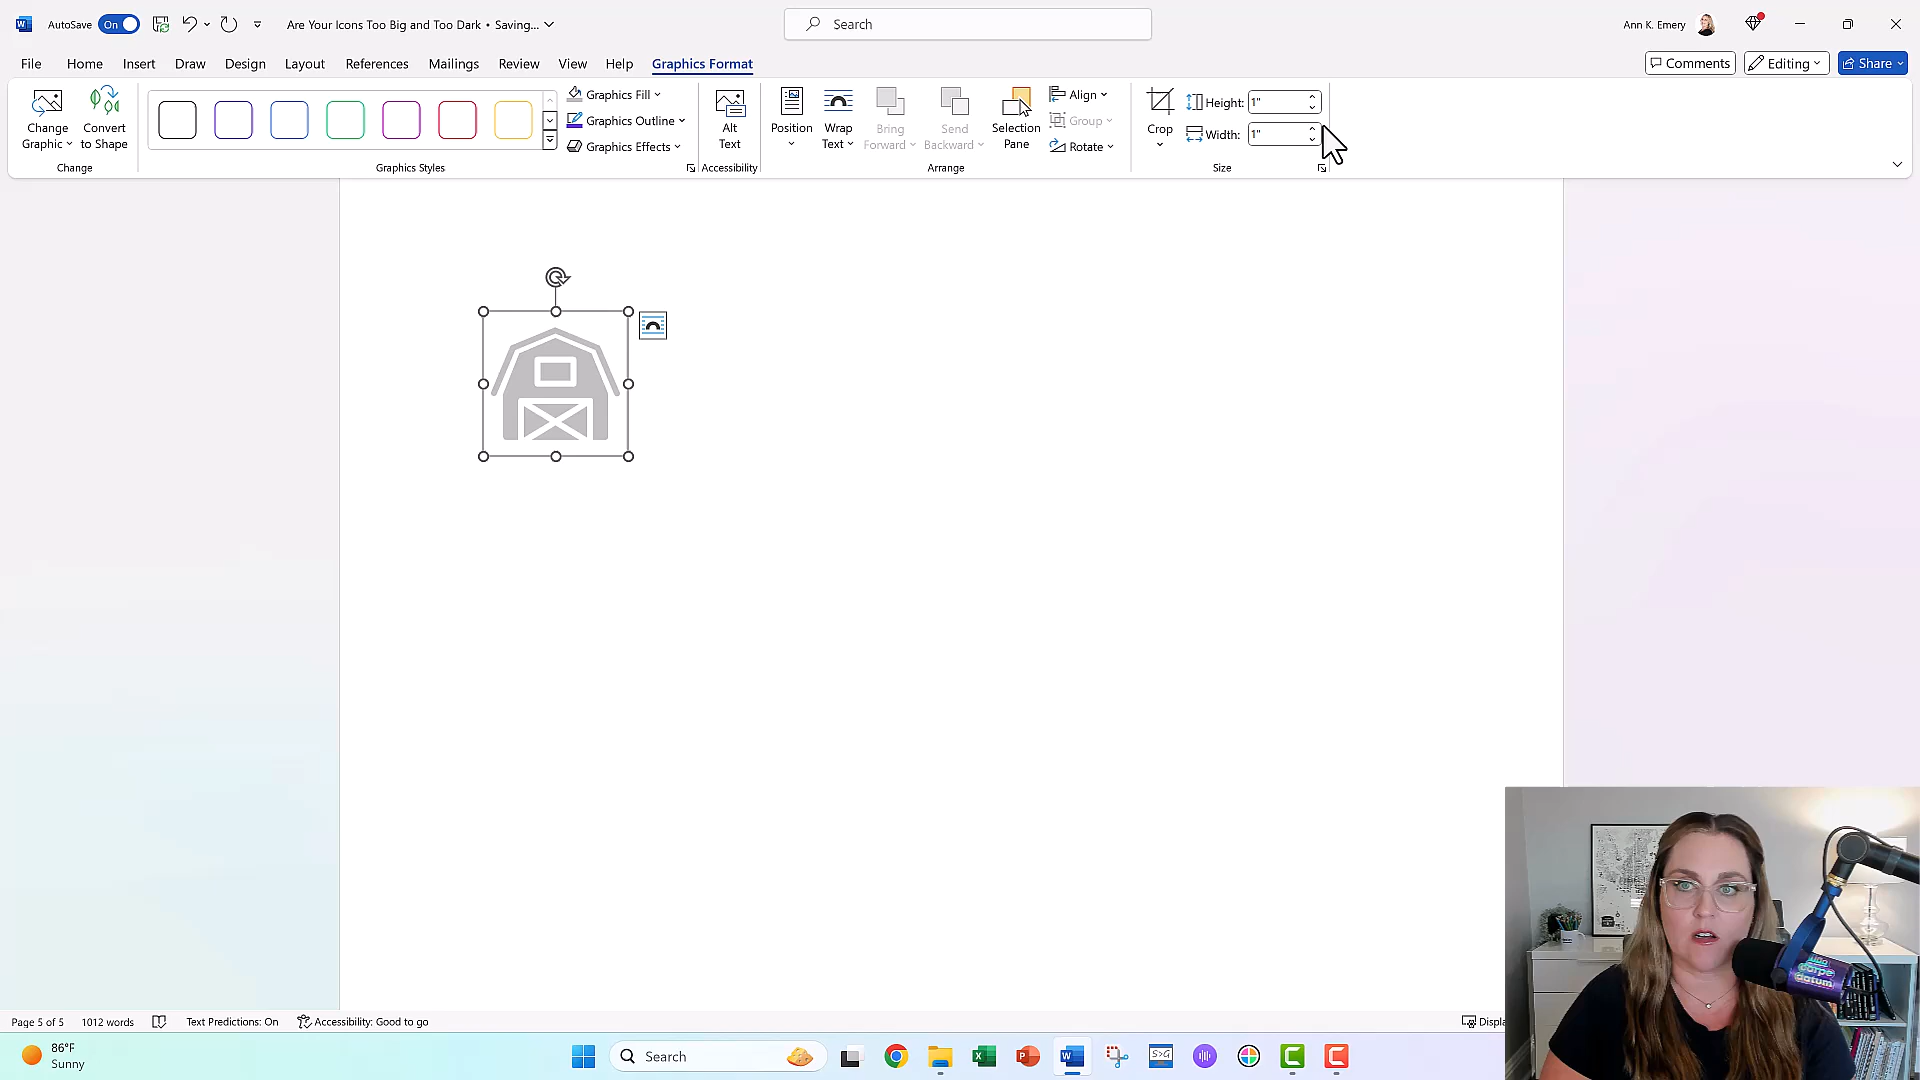 AutoSave On Are Your Icons Too Big and Too Dark • Saving... Search Ann K. Emery
File Home Insert Draw Design Layout References Mailings Review View Help Graphics Format Comments Editing Share
Change Graphic
Convert to Shape
Change
Graphics Fill
Graphics Outline
Graphics Effects
Graphics Styles
Alt Text
Accessibility
Position
Wrap Text
Bring Forward
Send Backward
Selection Pane
Align
Group
Rotate
Arrange
Crop
Height: 1"
Width: 1"
Size
Page 5 of 5 1012 words Text Predictions: On Accessibility: Good to go Displa
86°F
Sunny
Search
S>G
carpe
datum